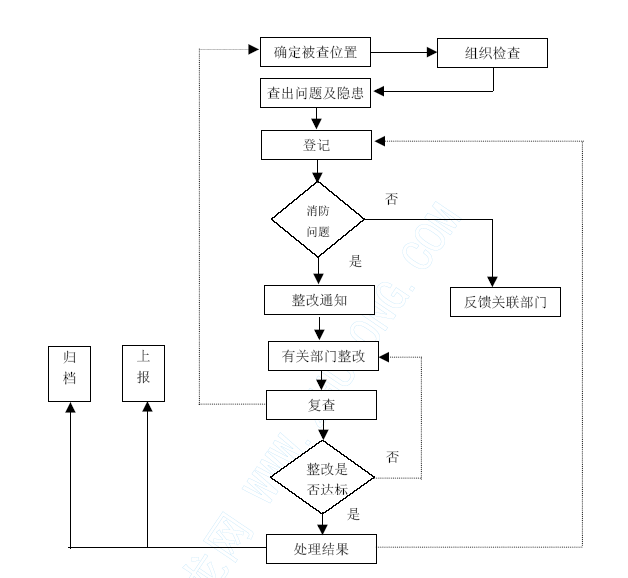 确定被查位置
组织检查
查出问题及隐患
登记
消防
问题
否
是
整改通知
反馈关联部门
有关部门整改
归
档
上
报
复查
整改是
否达标
否
是
处理结果